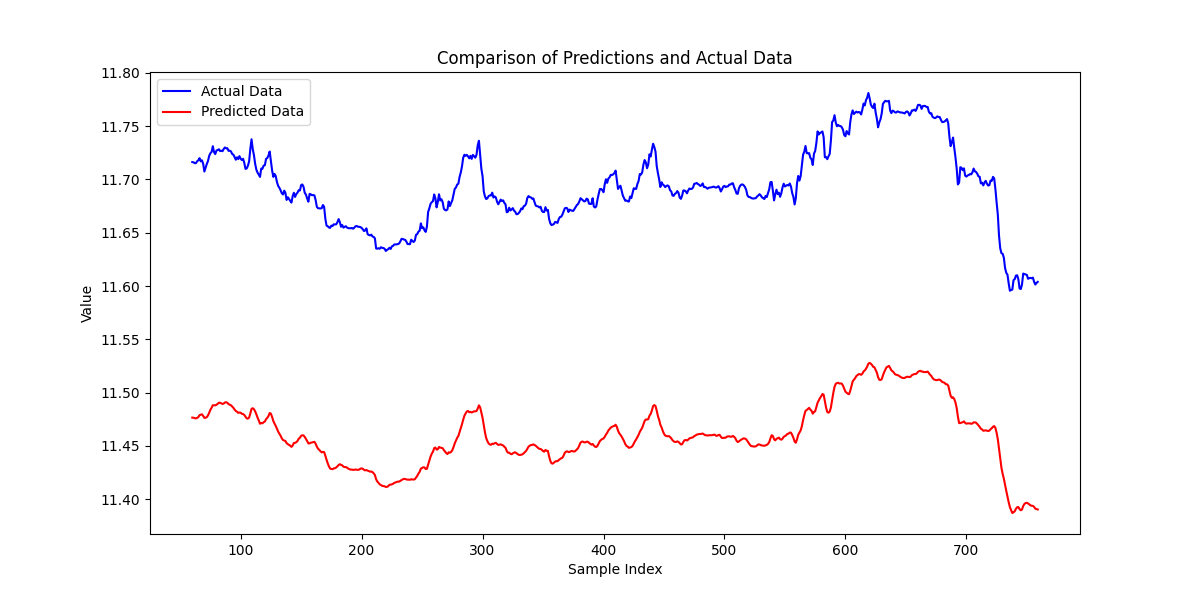 Comparison of Predictions and Actual Data
Actual Data
Predicted Data
11.80
11.75
11.70
11.65
11.60
11.55
11.50
11.45
11.40
Value
100 200 300 400 500 600 700
Sample Index